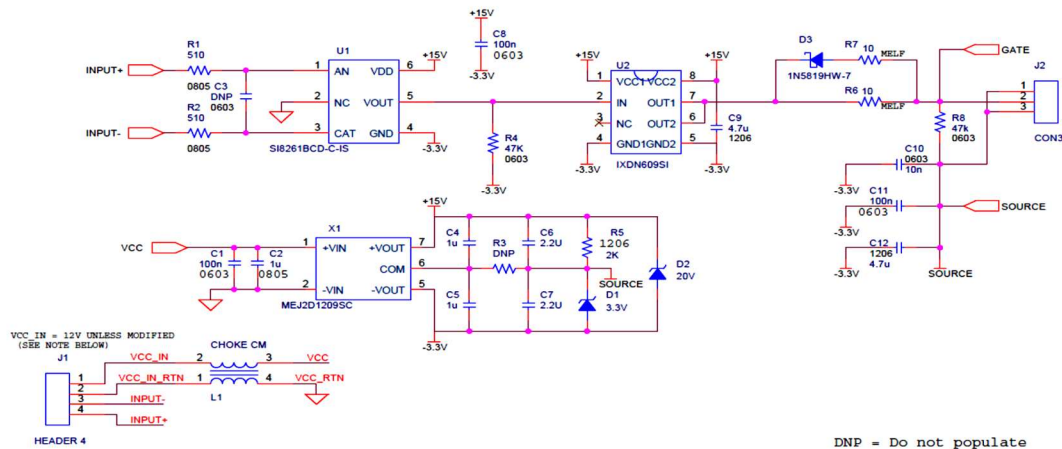 R1
510
INPUT+
0805
R2
510
INPUT-
0805
C3
DNP
0603
U1
1
AN
VDD
6
+15V
2
NC
VOUT
5
3
CAT
GND
4
-3.3V
SI8261BCD-C-IS
+15V
C8
100n
0603
-3.3V
R4
47K
0603
-3.3V
+15V
U2
1
VCC1
VCC2
8
2
IN
OUT1
7
3
NC
OUT2
6
4
GND1
GND2
5
IXDN609SI
-3.3V
-3.3V
C9
4.7u
1206
D3
1N5819HW-7
R7
10
MELF
R6
10
MELF
GATE
J2
1
2
3
CON3
R8
47k
0603
C10
0603
10n
-3.3V
C11
100n
0603
-3.3V
SOURCE
C12
1206
4.7u
-3.3V
SOURCE
VCC
C1
100n
0603
C2
1u
0805
X1
1
+VIN
+VOUT
7
COM
6
2
-VIN
-VOUT
5
MEJ2D1209SC
+15V
C4
1u
C5
1u
-3.3V
R3
DNP
C6
2.2U
C7
2.2U
R5
1206
2K
SOURCE
D1
3.3V
D2
20V
VCC_IN = 12V UNLESS MODIFIED
(SEE NOTE BELOW)
J1
1
2
3
4
HEADER 4
VCC_IN
VCC_IN_RTN
INPUT-
INPUT+
CHOKE CM
2
3
1
4
L1
VCC
VCC_RTN
DNP = Do not populate